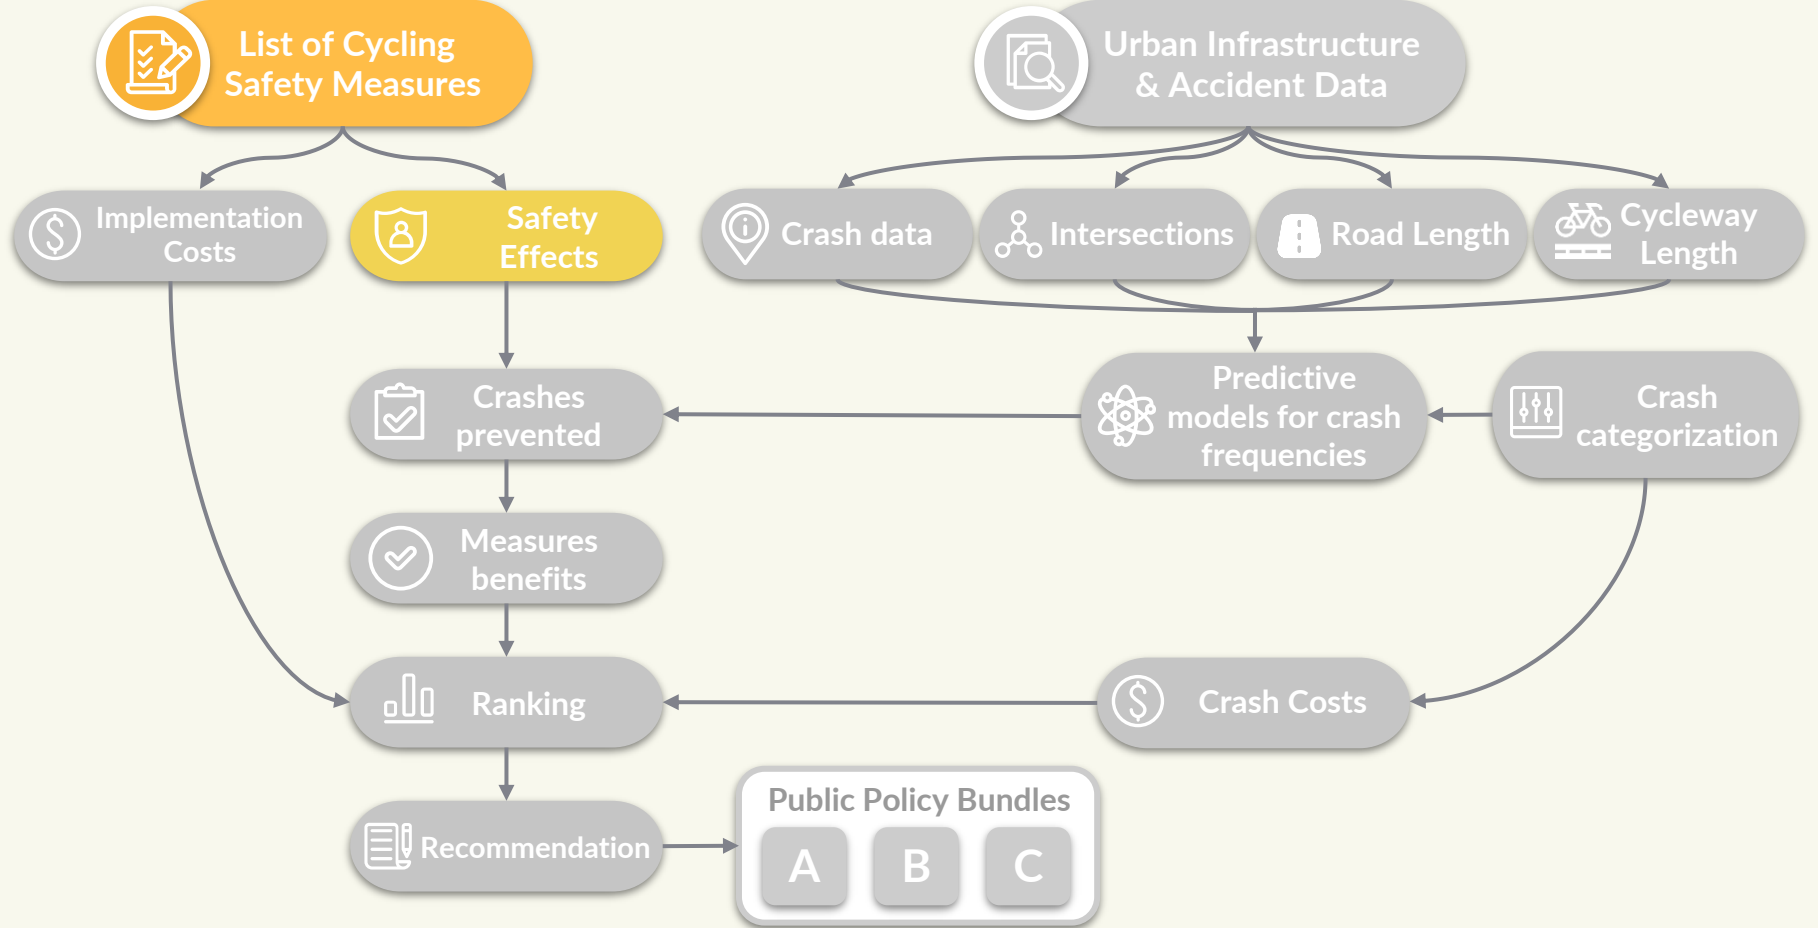 List of Cycling
Safety Measures
Urban Infrastructure
& Accident Data
Implementation
Costs
Safety
Effects
Crash data
Intersections
Road Length
Cycleway
Length
Crashes
prevented
Predictive
models for crash
frequencies
Crash
categorization
Measures
benefits
Ranking
Crash Costs
Recommendation
Public Policy Bundles
A
B
C